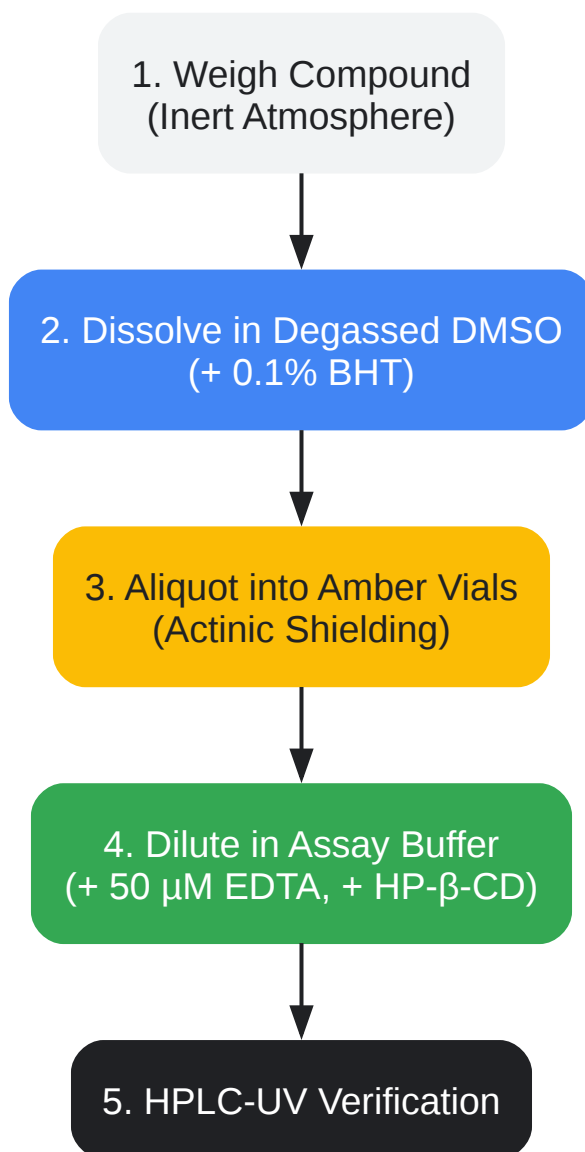 1. Weigh Compound
(Inert Atmosphere)
2. Dissolve in Degassed DMSO
(+ 0.1% BHT)
3. Aliquot into Amber Vials
(Actinic Shielding)
4. Dilute in Assay Buffer
(+ 50 µM EDTA, + HP-β-CD)
5. HPLC-UV Verification